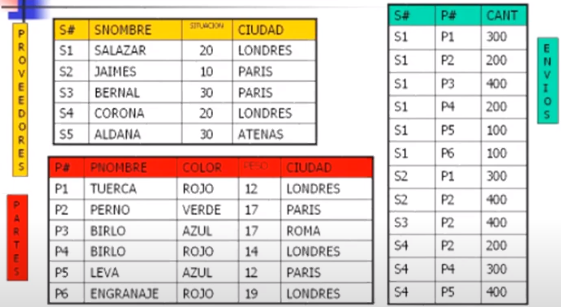 PROVEEDORES
S# SNOMBRE SITUACION CIUDAD
S1 SALAZAR 20 LONDRES
S2 JAIMES 10 PARIS
S3 BERNAL 30 PARIS
S4 CORONA 20 LONDRES
S5 ALDANA 30 ATENAS
PARTES
P# PNOMBRE COLOR PESO CIUDAD
P1 TUERCA ROJO 12 LONDRES
P2 PERNO VERDE 17 PARIS
P3 BIRLO AZUL 17 ROMA
P4 BIRLO ROJO 14 LONDRES
P5 LEVA AZUL 12 PARIS
P6 ENGRANAJE ROJO 19 LONDRES
S# P# CANT
S1 P1 300
S1 P2 200
S1 P3 400
S1 P4 200
S1 P5 100
S1 P6 100
S2 P1 300
S2 P2 400
S3 P2 400
S4 P2 200
S4 P4 300
S4 P5 400
ENVIOS